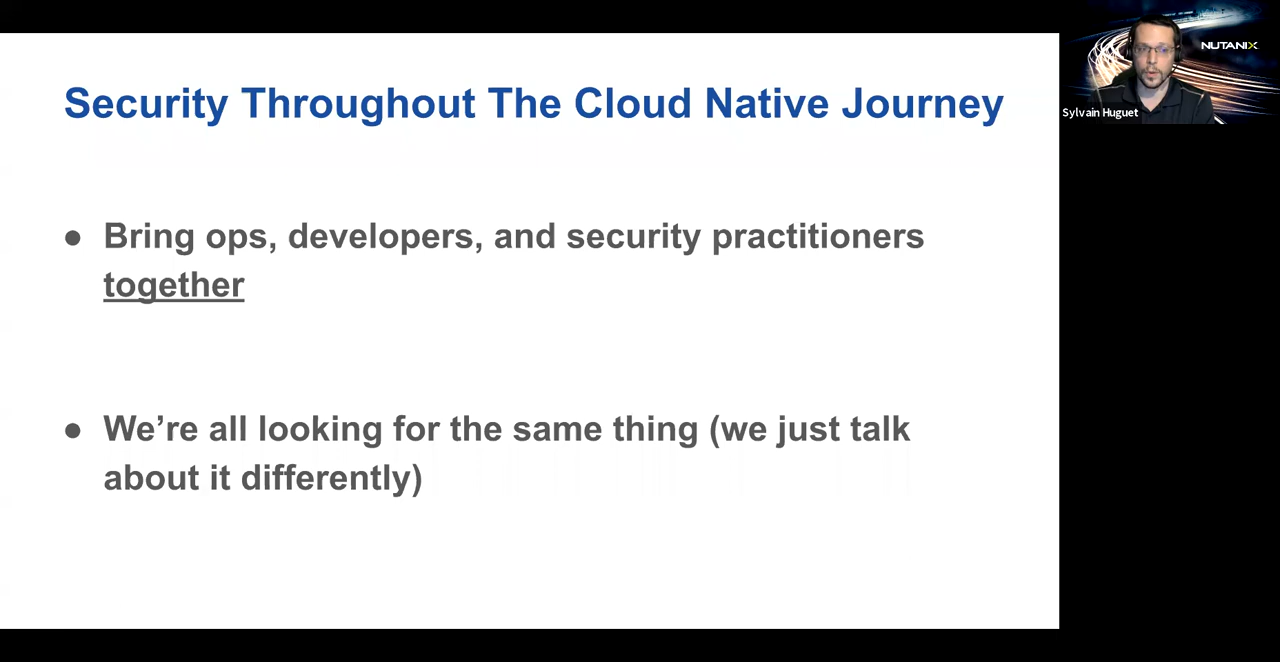 NUTANIX
Sylvain Huguet
Security Throughout The Cloud Native Journey
● Bring ops, developers, and security practitioners
together
● We’re all looking for the same thing (we just talk
about it differently)